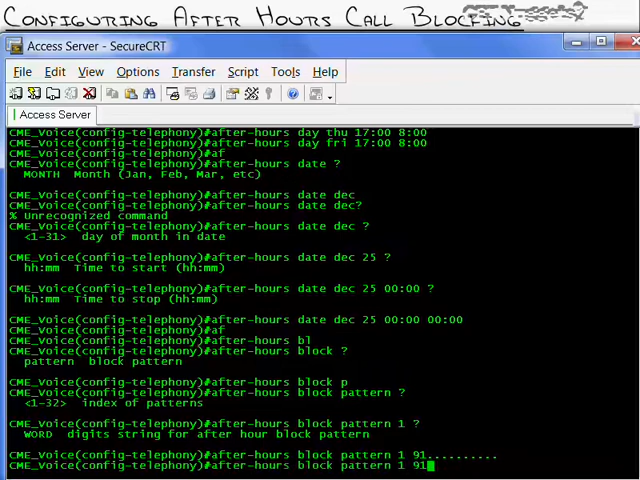 Configuring After Hours Call Blocking
Access Server - SecureCRT
File Edit View Options Transfer Script Tools Help
Access Server
CME_Voice(config-telephony)#after-hours day thu 17:00 8:00
CME_Voice(config-telephony)#after-hours day fri 17:00 8:00
CME_Voice(config-telephony)#af
CME_Voice(config-telephony)#after-hours date ?
MONTH Month (Jan, Feb, Mar, etc)
CME_Voice(config-telephony)#after-hours date dec
CME_Voice(config-telephony)#after-hours date dec?
% Unrecognized command
CME_Voice(config-telephony)#after-hours date dec ?
<1-31> day of month in date
CME_Voice(config-telephony)#after-hours date dec 25 ?
hh:mm Time to start (hh:mm)
CME_Voice(config-telephony)#after-hours date dec 25 00:00 ?
hh:mm Time to stop (hh:mm)
CME_Voice(config-telephony)#after-hours date dec 25 00:00 00:00
CME_Voice(config-telephony)#af
CME_Voice(config-telephony)#after-hours bl
CME_Voice(config-telephony)#after-hours block ?
pattern block pattern
CME_Voice(config-telephony)#after-hours block p
CME_Voice(config-telephony)#after-hours block pattern ?
<1-32> index of patterns
CME_Voice(config-telephony)#after-hours block pattern 1 ?
WORD digits string for after hour block pattern
CME_Voice(config-telephony)#after-hours block pattern 1 91..........
CME_Voice(config-telephony)#after-hours block pattern 1 91